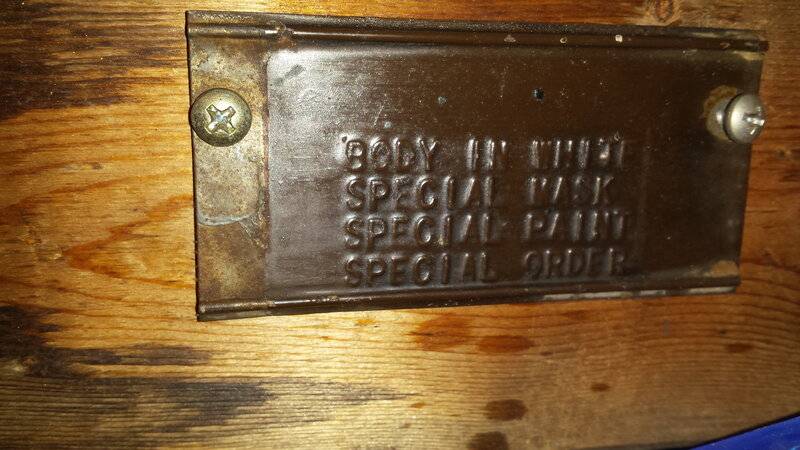 BODY IN WHITE
SPECIAL MASK
SPECIAL PAINT
SPECIAL ORDER